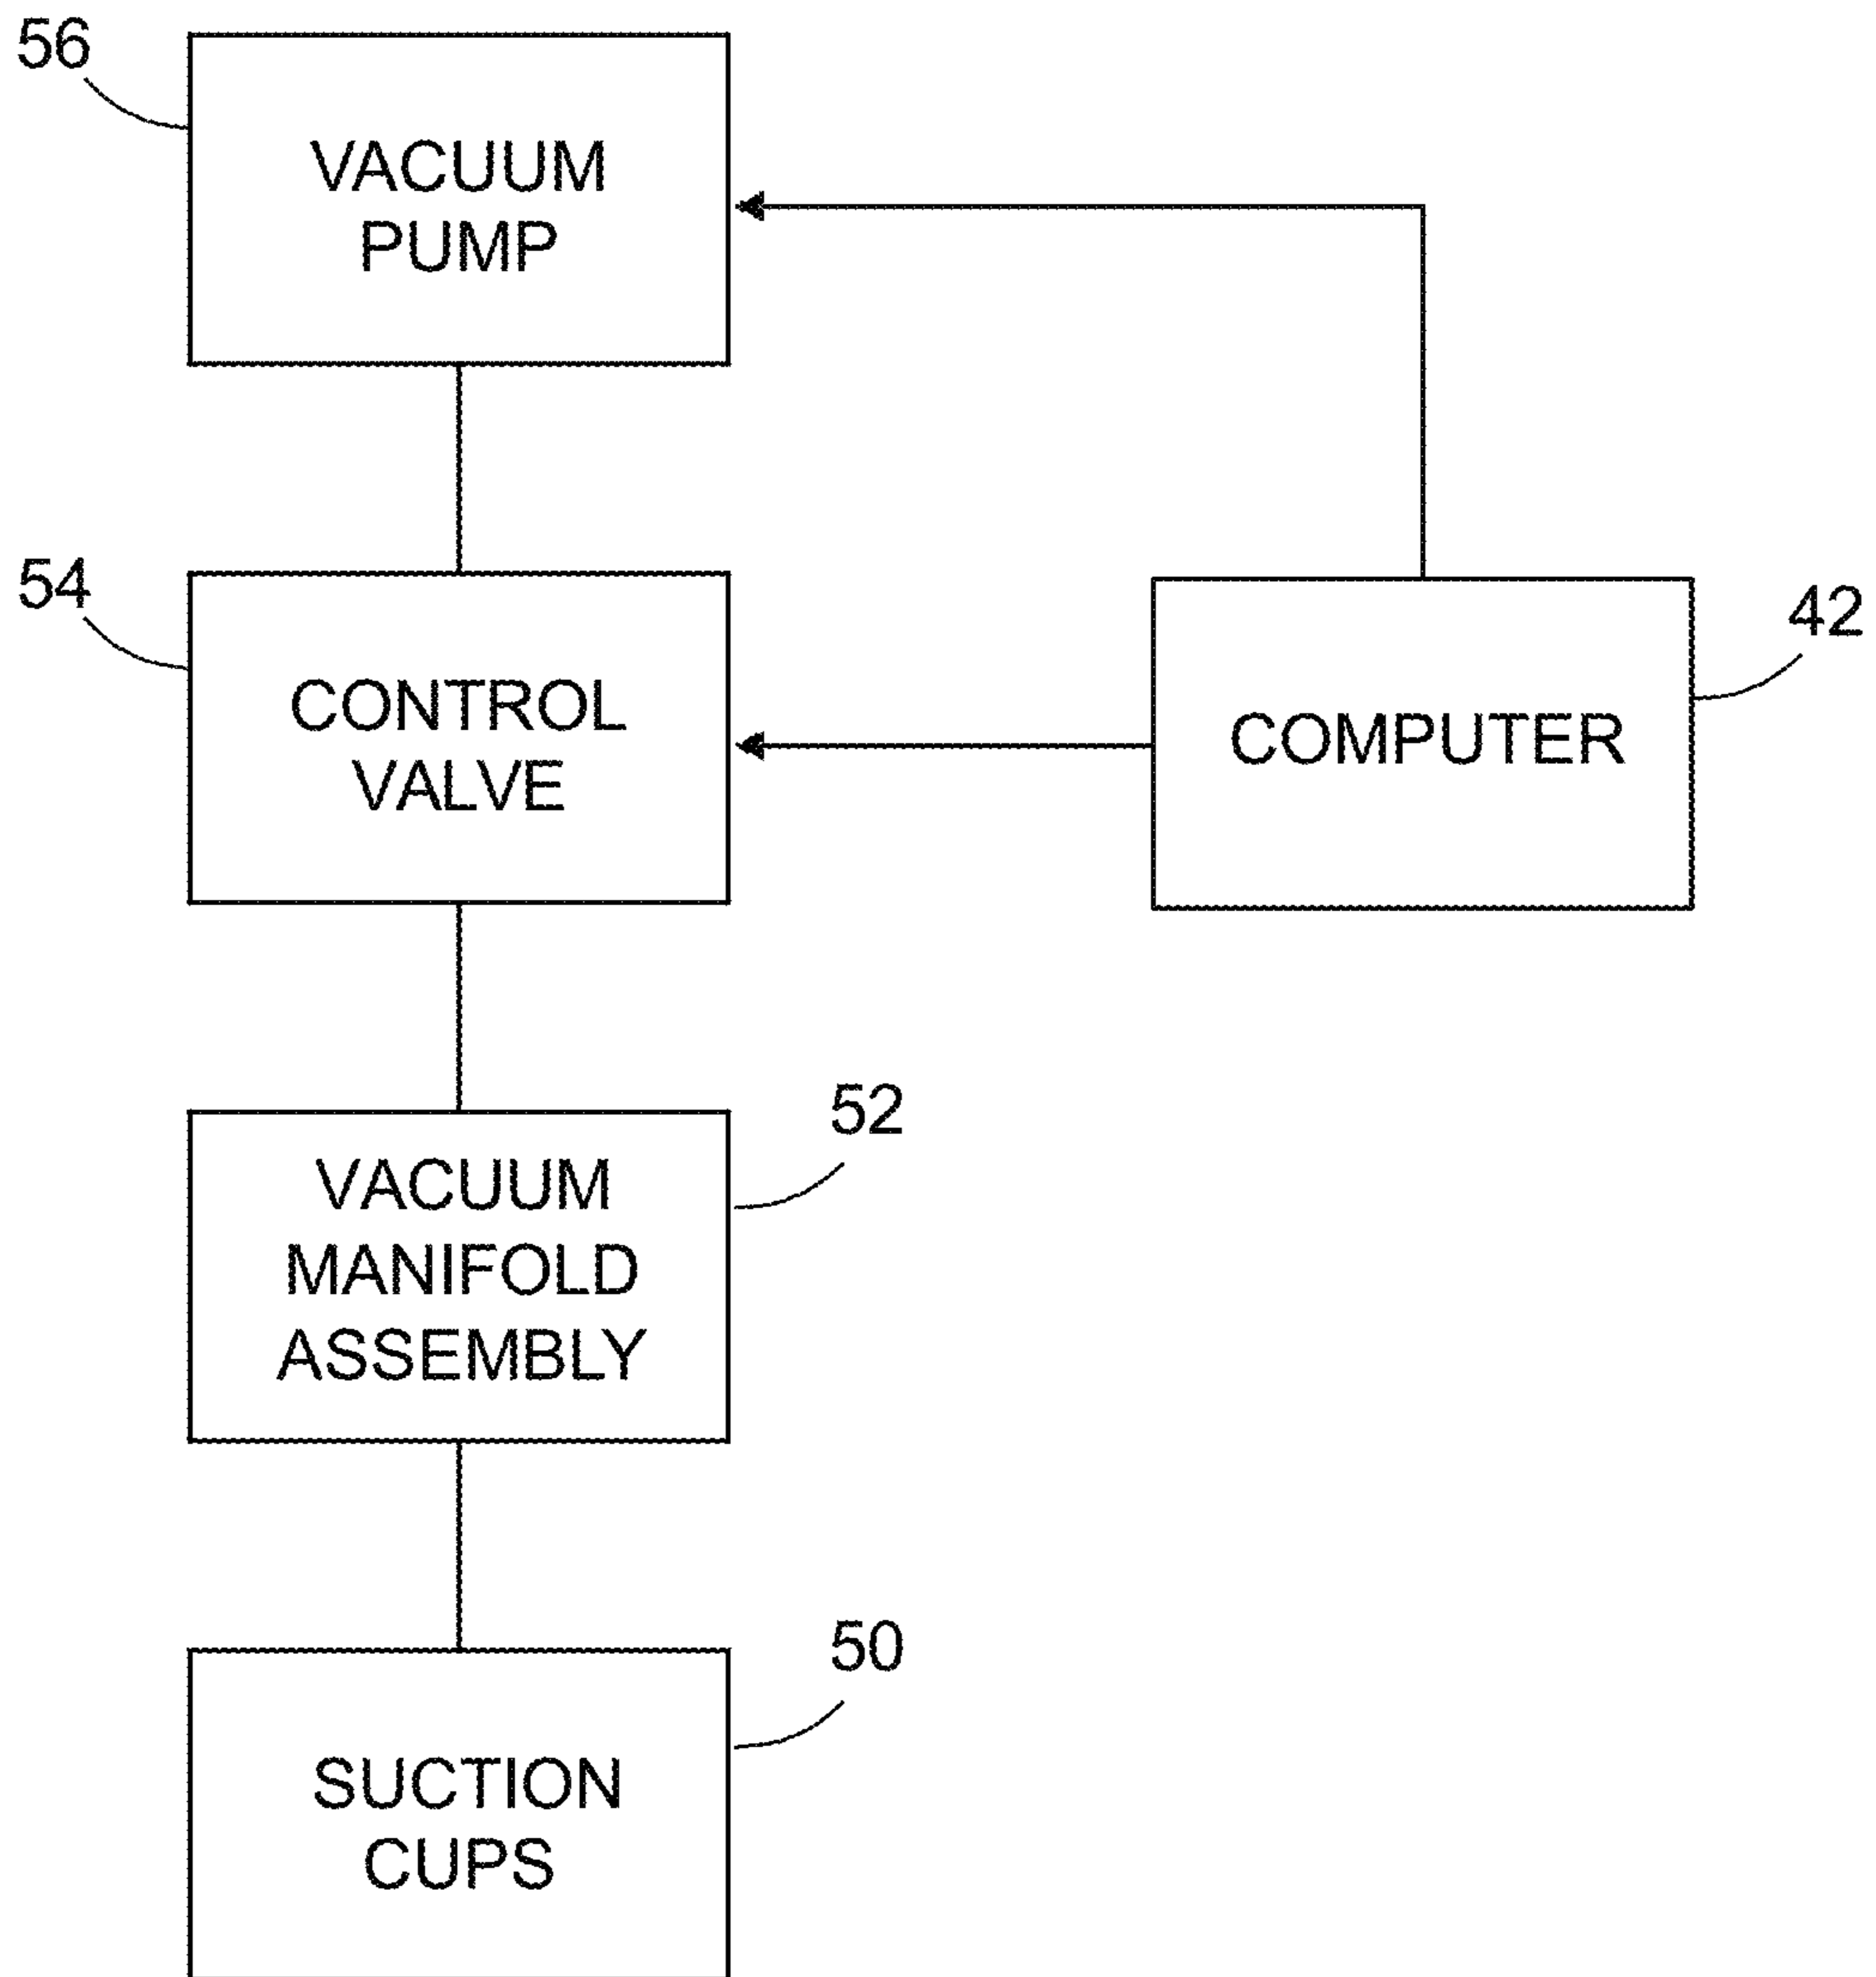 56
VACUUM
PUMP
54
CONTROL
VALVE
42
COMPUTER
52
VACUUM
MANIFOLD
ASSEMBLY
50
SUCTION
CUPS